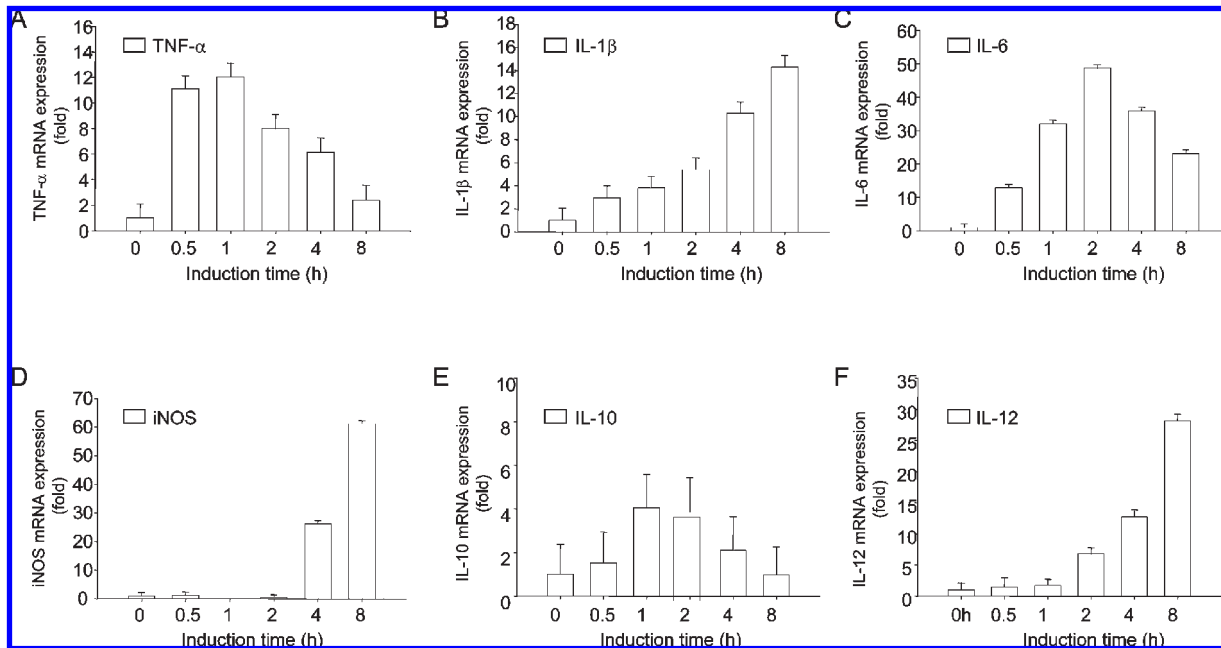 A
TNF-α
TNF-α mRNA expression
(fold)
16
14
12
10
8
6
4
2
0
0 0.5 1 2 4 8
Induction time (h)
B
IL-1β
IL-1β mRNA expression
(fold)
18
16
14
12
10
8
6
4
2
0
0 0.5 1 2 4 8
Induction time (h)
C
IL-6
IL-6 mRNA expression
(fold)
60
50
40
30
20
10
0
0 0.5 1 2 4 8
Induction time (h)
D
iNOS
iNOS mRNA expression
(fold)
70
60
50
40
30
20
10
0
0 0.5 1 2 4 8
Induction time (h)
E
IL-10
IL-10 mRNA expression
(fold)
10
8
6
4
2
0
0 0.5 1 2 4 8
Induction time (h)
F
IL-12
IL-12 mRNA expression
(fold)
35
30
25
20
15
10
5
0
0h 0.5 1 2 4 8
Induction time (h)